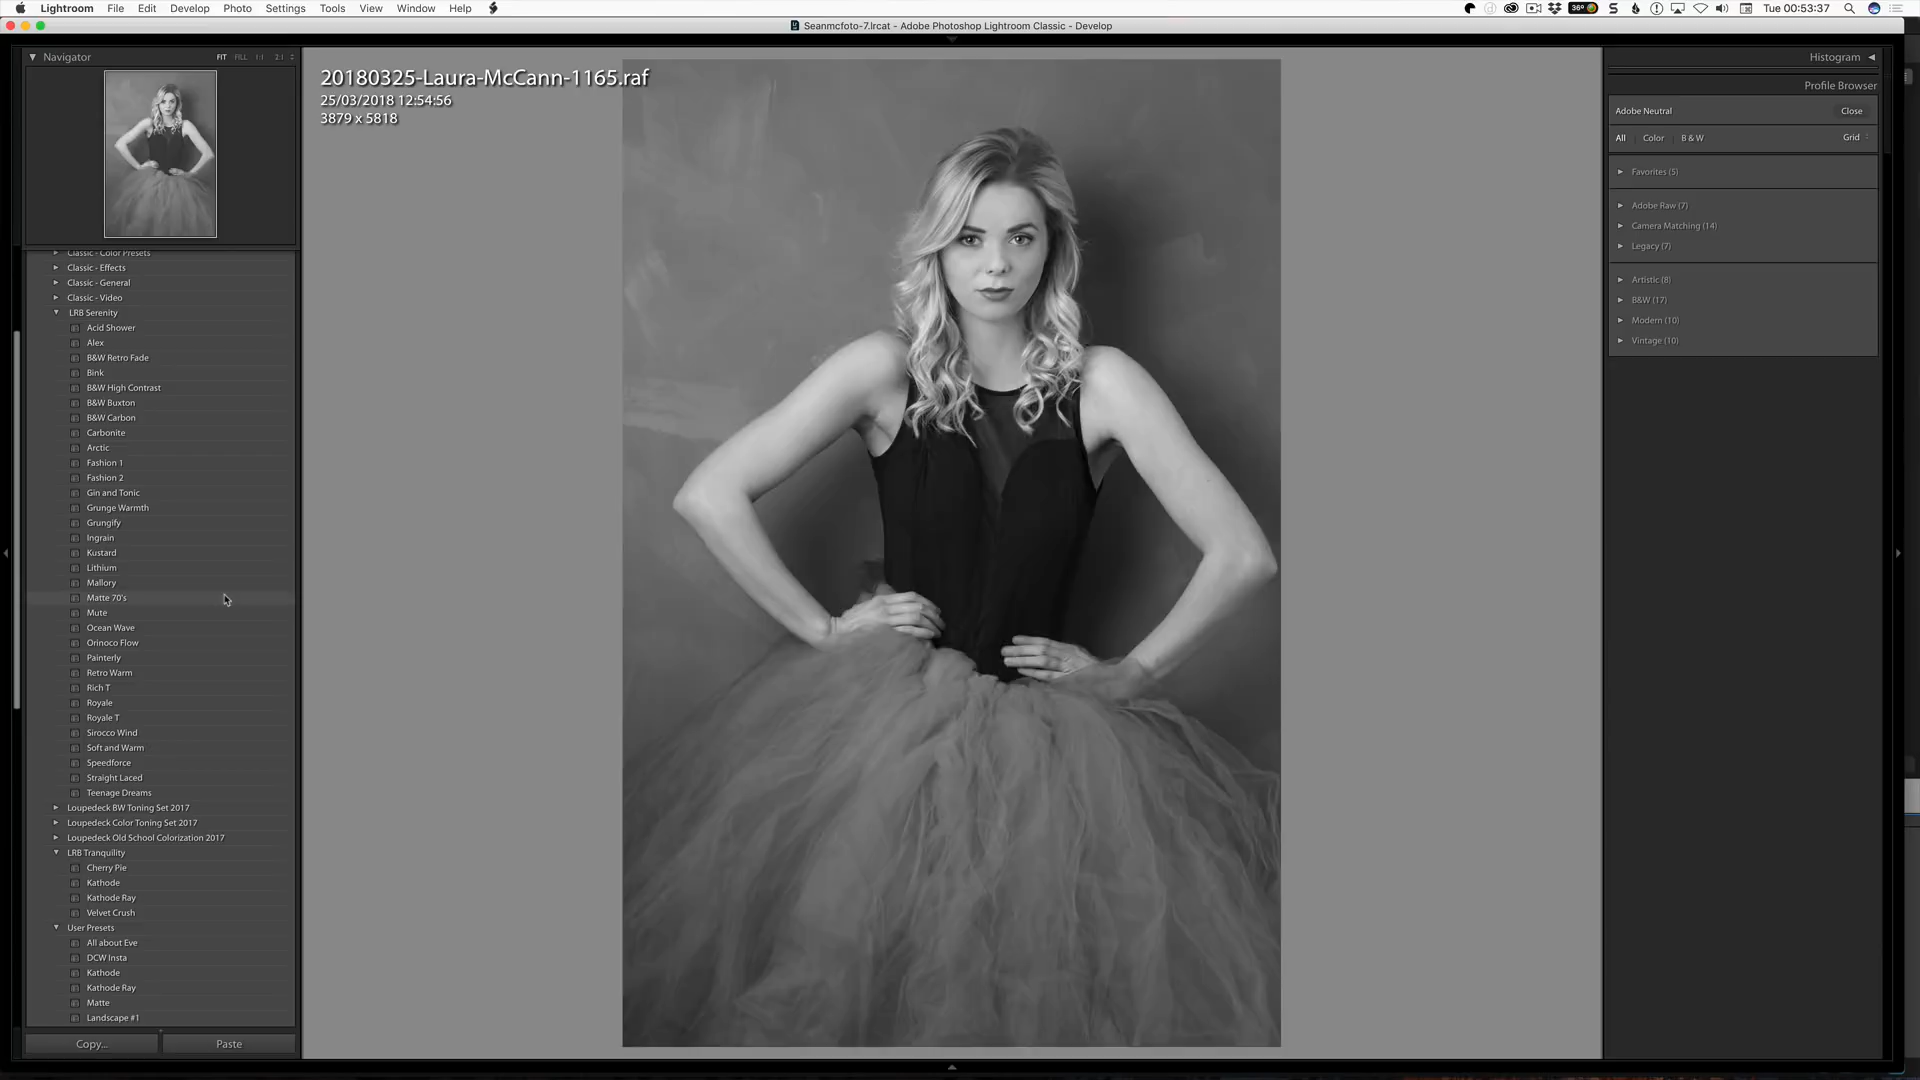 Lightroom File Edit Develop Photo Settings Tools View Window Help
36° Tue 00:53:37
Seanmcfoto-7.lrcat - Adobe Photoshop Lightroom Classic - Develop
Navigator FIT FILL 1:1 2:1
Classic - Color Presets
Classic - Effects
Classic - General
Classic - Video
LRB Serenity
Acid Shower
Alex
B&W Retro Fade
Bink
B&W High Contrast
B&W Buxton
B&W Carbon
Carbonite
Arctic
Fashion 1
Fashion 2
Gin and Tonic
Grunge Warmth
Grungify
Ingrain
Kustard
Lithium
Mallory
Matte 70's
Mute
Ocean Wave
Orinoco Flow
Painterly
Retro Warm
Rich T
Royale
Royale T
Sirocco Wind
Soft and Warm
Speedforce
Straight Laced
Teenage Dreams
Loupedeck BW Toning Set 2017
Loupedeck Color Toning Set 2017
Loupedeck Old School Colorization 2017
LRB Tranquility
Cherry Pie
Kathode
Kathode Ray
Velvet Crush
User Presets
All about Eve
DCW Insta
Kathode
Kathode Ray
Matte
Landscape #1
Copy... Paste
20180325-Laura-McCann-1165.raf
25/03/2018 12:54:56
3879 x 5818
Histogram
Profile Browser
Adobe Neutral Close
All Color B & W Grid
Favorites (5)
Adobe Raw (7)
Camera Matching (14)
Legacy (7)
Artistic (8)
B&W (17)
Modern (10)
Vintage (10)